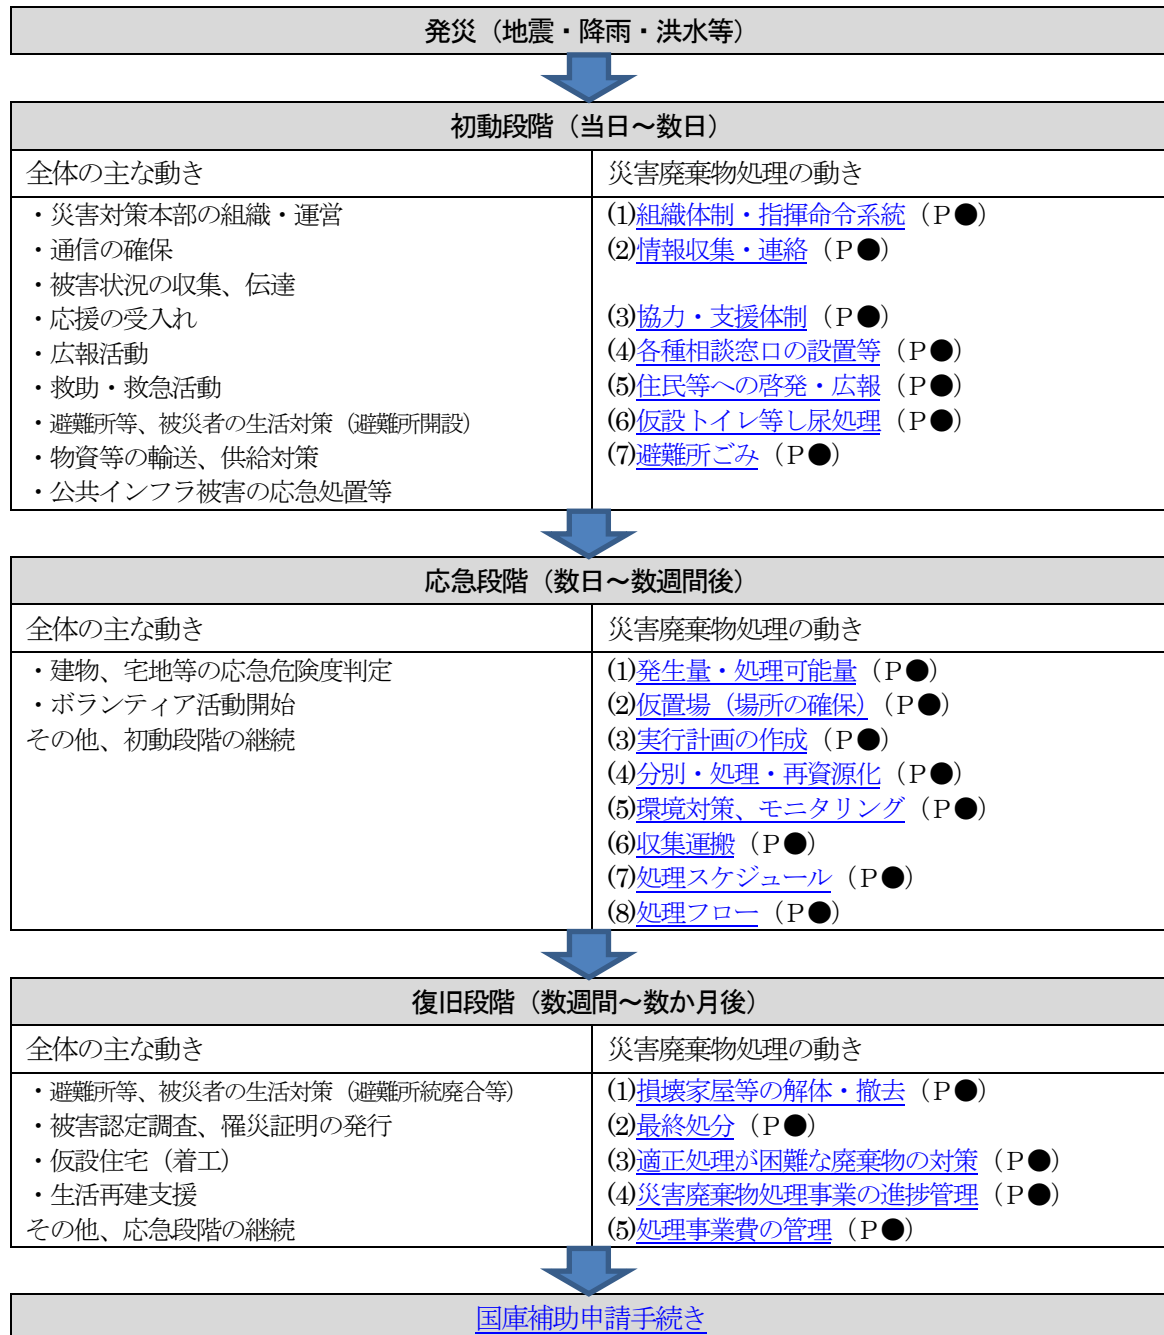 発災（地震・降雨・洪水等）
初動段階（当日～数日）
全体の主な動き
・災害対策本部の組織・運営
・通信の確保
・被害状況の収集、伝達
・応援の受入れ
・広報活動
・救助・救急活動
・避難所等、被災者の生活対策（避難所開設）
・物資等の輸送、供給対策
・公共インフラ被害の応急処置等
災害廃棄物処理の動き
(1)組織体制・指揮命令系統（Ｐ●）
(2)情報収集・連絡（Ｐ●）
(3)協力・支援体制（Ｐ●）
(4)各種相談窓口の設置等（Ｐ●）
(5)住民等への啓発・広報（Ｐ●）
(6)仮設トイレ等し尿処理（Ｐ●）
(7)避難所ごみ（Ｐ●）
応急段階（数日～数週間後）
全体の主な動き
・建物、宅地等の応急危険度判定
・ボランティア活動開始
その他、初動段階の継続
災害廃棄物処理の動き
(1)発生量・処理可能量（Ｐ●）
(2)仮置場（場所の確保）（Ｐ●）
(3)実行計画の作成（Ｐ●）
(4)分別・処理・再資源化（Ｐ●）
(5)環境対策、モニタリング（Ｐ●）
(6)収集運搬（Ｐ●）
(7)処理スケジュール（Ｐ●）
(8)処理フロー（Ｐ●）
復旧段階（数週間～数か月後）
全体の主な動き
・避難所等、被災者の生活対策（避難所統廃合等）
・被害認定調査、罹災証明の発行
・仮設住宅（着工）
・生活再建支援
その他、応急段階の継続
災害廃棄物処理の動き
(1)損壊家屋等の解体・撤去（Ｐ●）
(2)最終処分（Ｐ●）
(3)適正処理が困難な廃棄物の対策（Ｐ●）
(4)災害廃棄物処理事業の進捗管理（Ｐ●）
(5)処理事業費の管理（Ｐ●）
国庫補助申請手続き